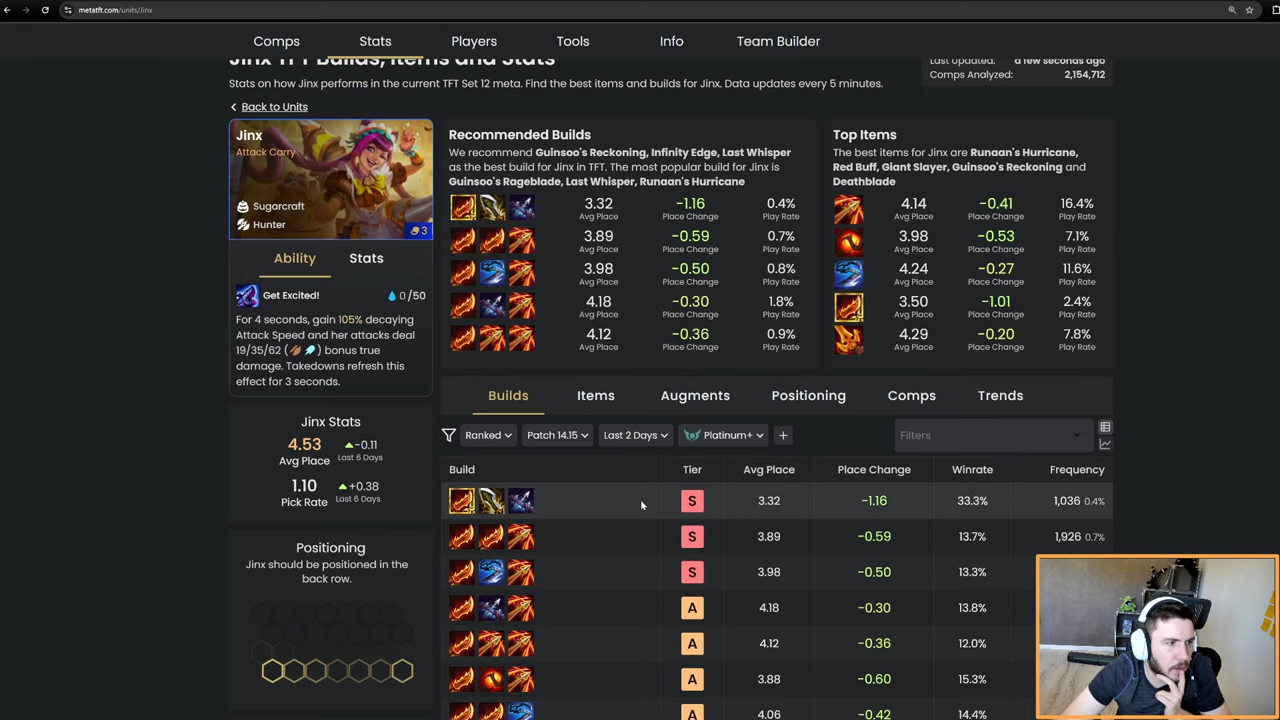 metatft.com/units/Jinx
Comps
Stats
Players
Tools
Info
Team Builder
Jinx TFT Builds, Items and Stats
Stats on how Jinx performs in the current TFT Set 12 meta. Find the best items and builds for Jinx. Data updates every 5 minutes.
Last Updated: a few seconds ago
Comps Analyzed: 2,154,712
Back to Units
Jinx
Attack Carry
Sugarcraft
Hunter
3
Ability
Stats
Get Excited!
0/50
For 4 seconds, gain 105% decaying
Attack Speed and her attacks deal
19/35/62 ( ) bonus true
damage. Takedowns refresh this
effect for 3 seconds.
Jinx Stats
4.53
Avg Place
-0.11
Last 6 Days
1.10
Pick Rate
+0.38
Last 6 Days
Positioning
Jinx should be positioned in the
back row.
Recommended Builds
We recommend Guinsoo's Reckoning, Infinity Edge, Last Whisper
as the best build for Jinx in TFT. The most popular build for Jinx is
Guinsoo's Rageblade, Last Whisper, Runaan's Hurricane
3.32 -1.16 0.4%
Avg Place Place Change Play Rate
3.89 -0.59 0.7%
Avg Place Place Change Play Rate
3.98 -0.50 0.8%
Avg Place Place Change Play Rate
4.18 -0.30 1.8%
Avg Place Place Change Play Rate
4.12 -0.36 0.9%
Avg Place Place Change Play Rate
Top Items
The best items for Jinx are Runaan's Hurricane,
Red Buff, Giant Slayer, Guinsoo's Reckoning and
Deathblade
4.14 -0.41 16.4%
Avg Place Place Change Play Rate
3.98 -0.53 7.1%
Avg Place Place Change Play Rate
4.24 -0.27 11.6%
Avg Place Place Change Play Rate
3.50 -1.01 2.4%
Avg Place Place Change Play Rate
4.29 -0.20 7.8%
Avg Place Place Change Play Rate
Builds
Items
Augments
Positioning
Comps
Trends
Ranked
Patch 14.15
Last 2 Days
Platinum+
+
Filters
Build Tier Avg Place Place Change Winrate Frequency
S 3.32 -1.16 33.3% 1,036 0.4%
S 3.89 -0.59 13.7% 1,926 0.7%
S 3.98 -0.50 13.3%
A 4.18 -0.30 13.8%
A 4.12 -0.36 12.0%
A 3.88 -0.60 15.3%
A 4.06 -0.42 14.4%